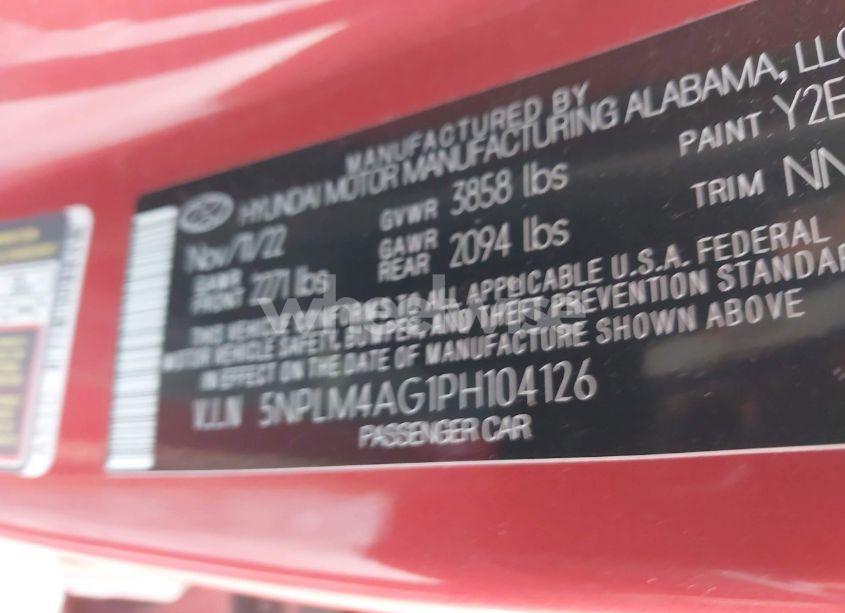 MANUFACTURED BY
HYUNDAI MOTOR MANUFACTURING ALABAMA, LLC
Nov/11/22 GVWR 3858 lbs PAINT Y2E
GAWR FRONT 2271 lbs GAWR REAR 2094 lbs TRIM NN
THIS VEHICLE CONFORMS TO ALL APPLICABLE U.S.A. FEDERAL
MOTOR VEHICLE SAFETY, BUMPER, AND THEFT PREVENTION STANDAR
IN EFFECT ON THE DATE OF MANUFACTURE SHOWN ABOVE
V.I.N 5NPLM4AG1PH104126
PASSENGER CAR